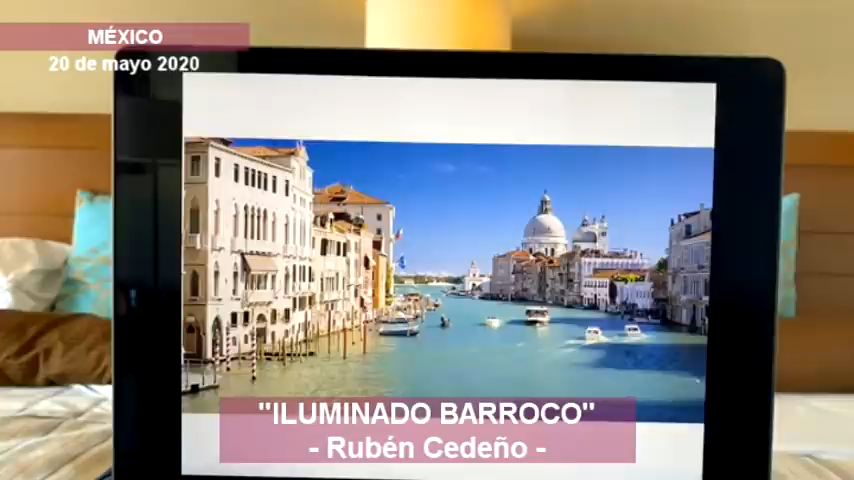 MÉXICO
20 de mayo 2020
"ILUMINADO BARROCO"
- Rubén Cedeño -